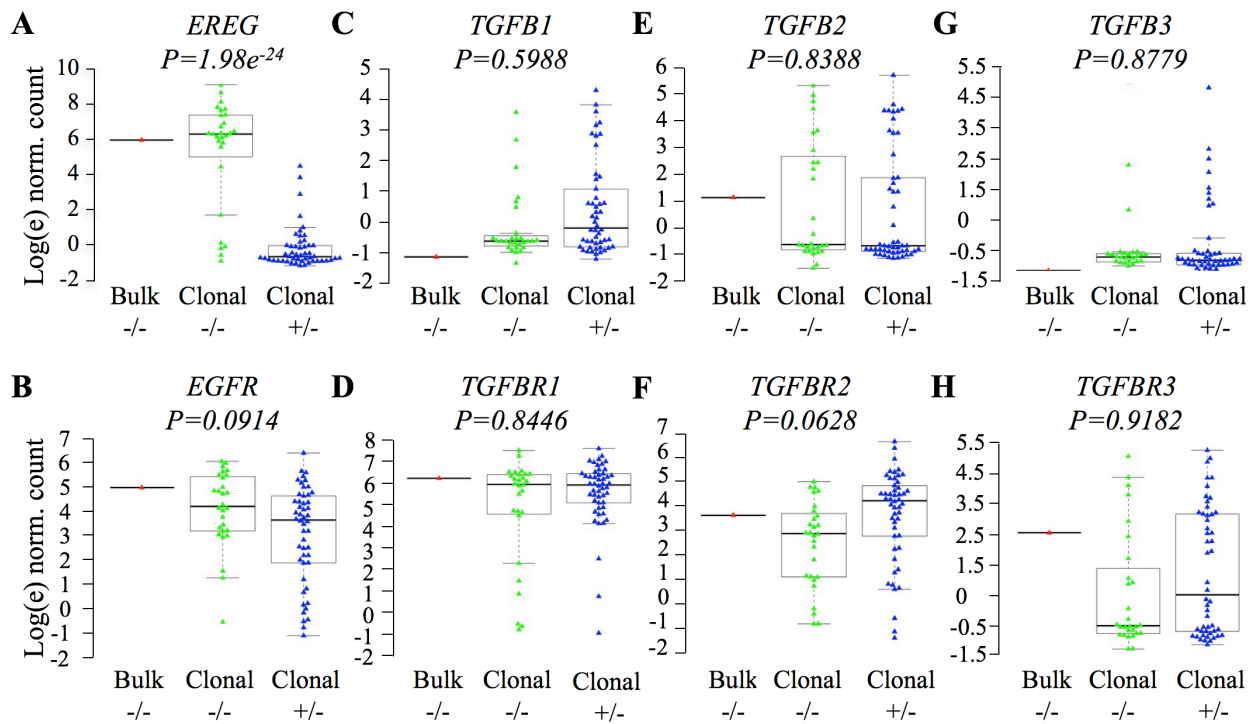 A
EREG
P=1.98e-24
Log(e) norm. count
10
8
6
4
2
0
-2
Bulk Clonal Clonal
-/- -/- +/-
C
TGFB1
P=0.5988
5
4
3
2
1
0
-1
-2
Bulk Clonal Clonal
-/- -/- +/-
E
TGFB2
P=0.8388
6
5
4
3
2
1
0
-1
-2
Bulk Clonal Clonal
-/- -/- +/-
G
TGFB3
P=0.8779
5.5
4.5
3.5
2.5
1.5
0
-0.5
-1.5
Bulk Clonal Clonal
-/- -/- +/-
B
EGFR
P=0.0914
Log(e) norm. count
7
6
5
4
3
2
1
0
-1
-2
Bulk Clonal Clonal
-/- -/- +/-
D
TGFBR1
P=0.8446
8
7
6
5
4
3
2
1
0
-1
-2
Bulk Clonal Clonal
-/- -/- +/-
F
TGFBR2
P=0.0628
7
6
5
4
3
2
1
0
-1
-2
Bulk Clonal Clonal
-/- -/- +/-
H
TGFBR3
P=0.9182
5.5
4.5
3.5
2.5
1.5
0
-0.5
-1.5
Bulk Clonal Clonal
-/- -/- +/-